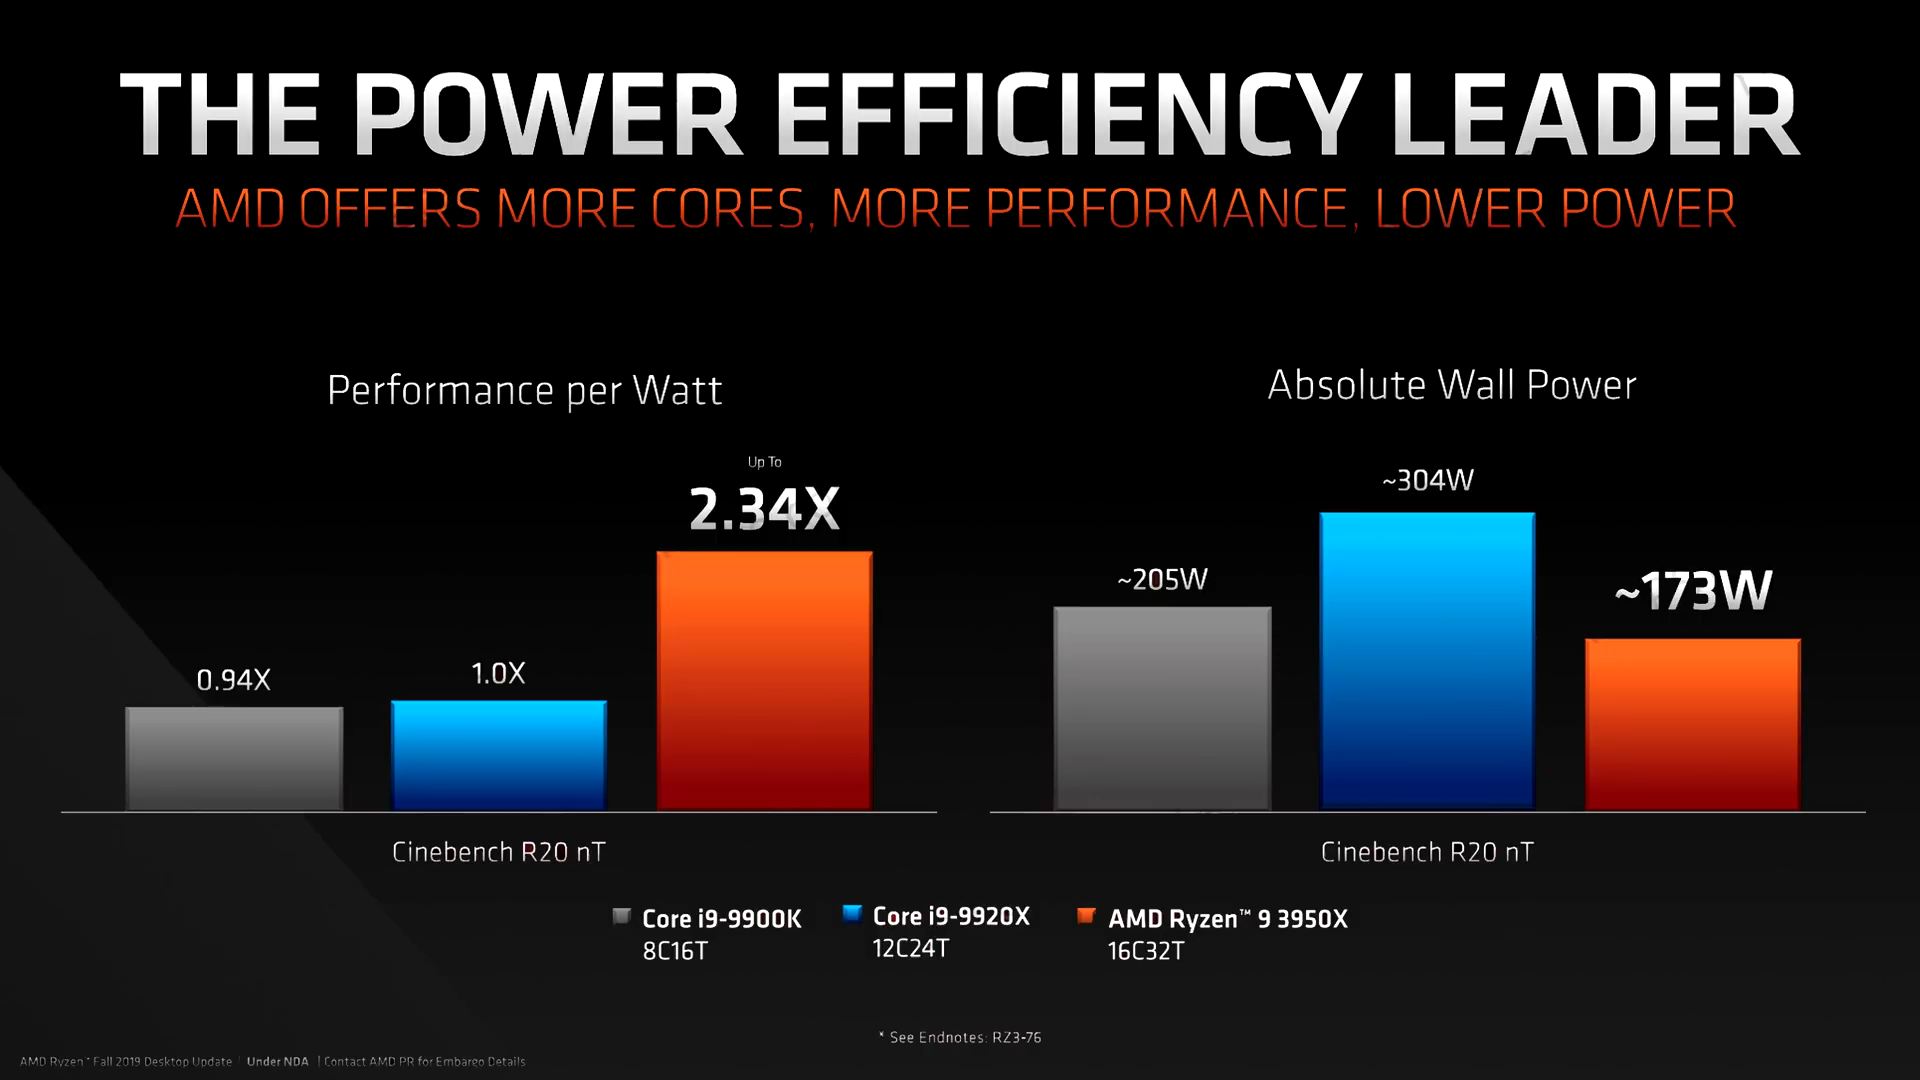 THE POWER EFFICIENCY LEADER
AMD OFFERS MORE CORES, MORE PERFORMANCE, LOWER POWER
Performance per Watt
Up To
2.34X
0.94X
1.0X
Cinebench R20 nT
Absolute Wall Power
~304W
~205W
~173W
Cinebench R20 nT
Core i9-9900K
8C16T
Core i9-9920X
12C24T
AMD Ryzen™ 9 3950X
16C32T
* See Endnotes: RZ3-76
AMD Ryzen™ Fall 2019 Desktop Update | Under NDA | Contact AMD PR for Embargo Details